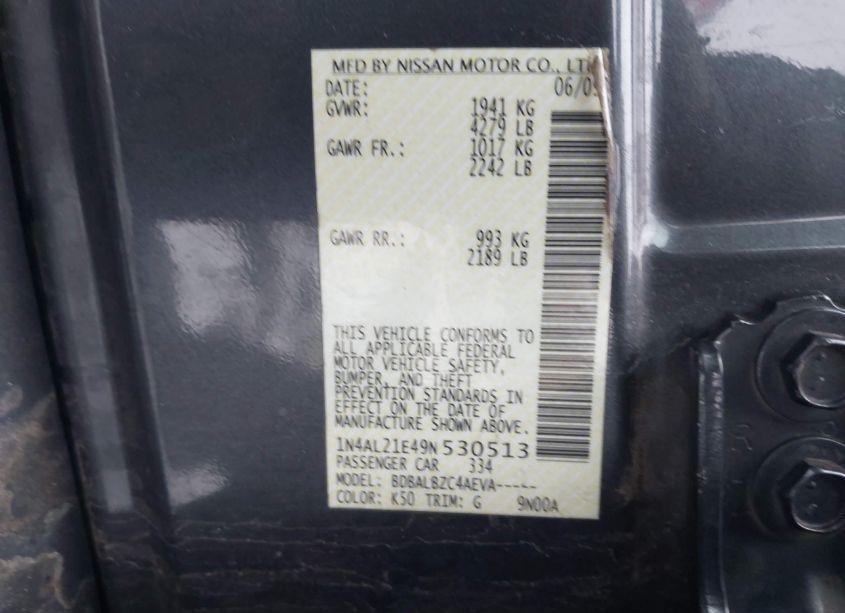 MFD BY NISSAN MOTOR CO., LT
DATE: 06/09
GVWR: 1941 KG
4279 LB
GAWR FR.: 1017 KG
2242 LB
GAWR RR.: 993 KG
2189 LB
THIS VEHICLE CONFORMS TO
ALL APPLICABLE FEDERAL
MOTOR VEHICLE SAFETY,
BUMPER, AND THEFT
PREVENTION STANDARDS IN
EFFECT ON THE DATE OF
MANUFACTURE SHOWN ABOVE.
1N4AL21E49N530513
PASSENGER CAR 334
MODEL: BDBALBZC4AEVA-----
COLOR: K50 TRIM: G 9N00A